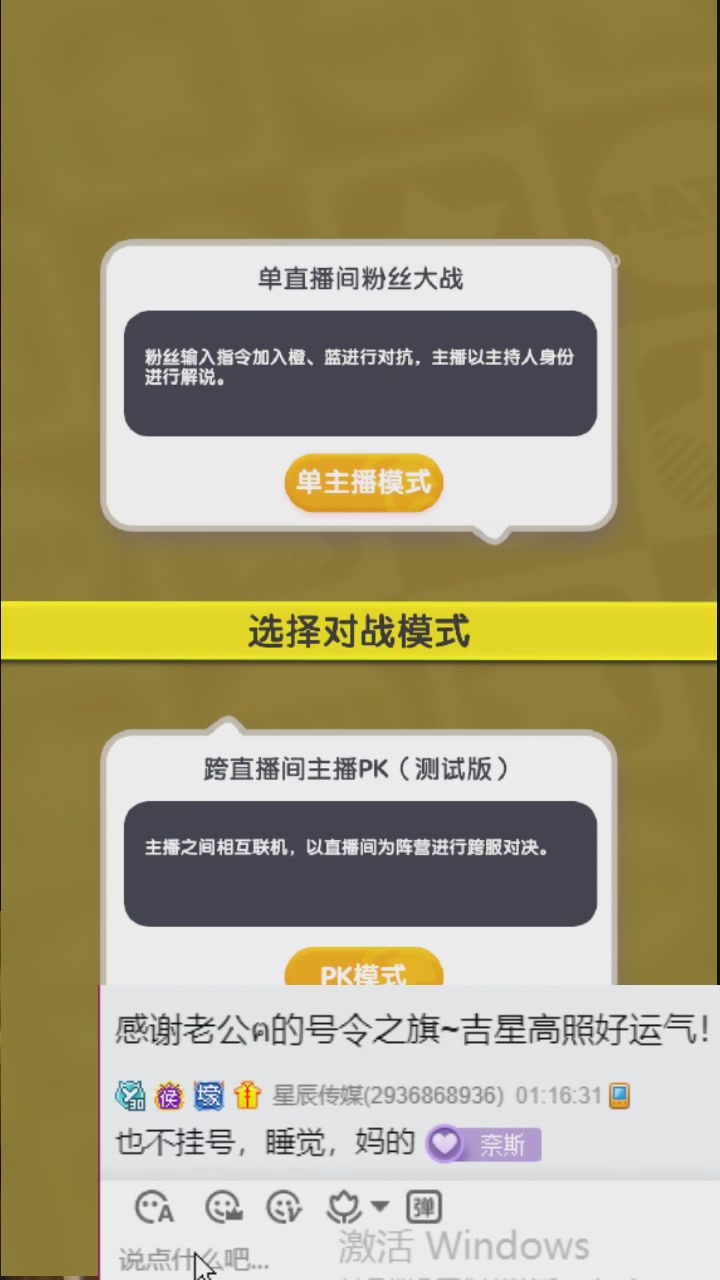 单直播间粉丝大战
粉丝输入指令加入橙、蓝进行对抗，主播以主持人身份
进行解说。
单主播模式
选择对战模式
跨直播间主播PK（测试版）
主播之间相互联机，以直播间为阵营进行跨服对决。
PK模式
感谢老公ฅ的号令之旗~吉星高照好运气！
30 侯 塚 星辰传媒(2936868936) 01:16:31
也不挂号，睡觉，妈的 奈斯
弹
说点什么吧...
激活 Windows